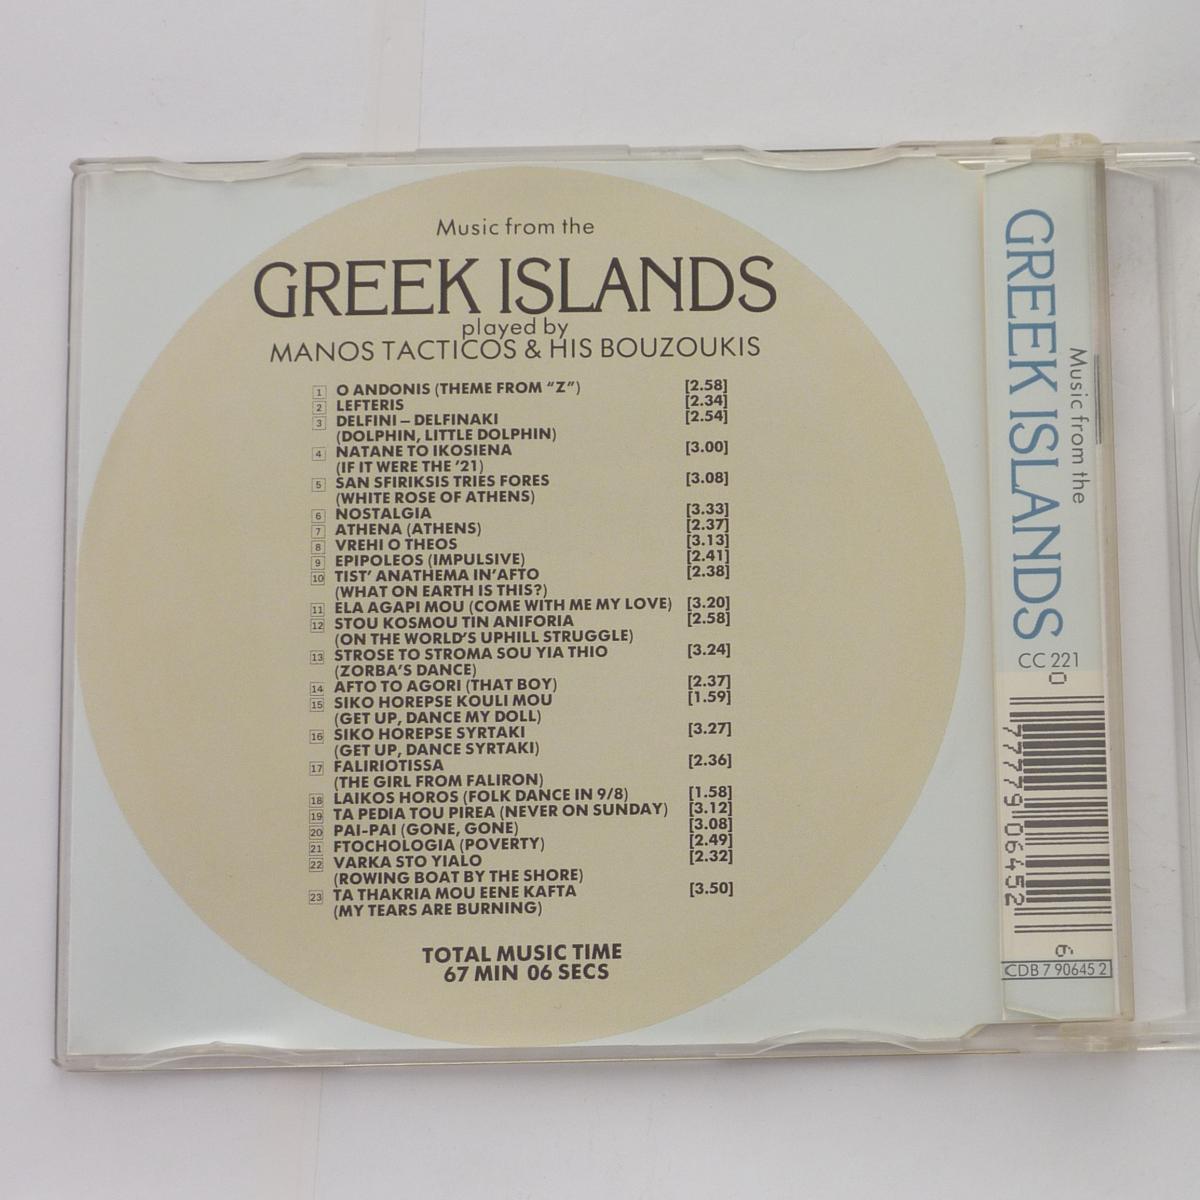 Music from the
GREEK ISLANDS
played by
MANOS TACTICOS & HIS BOUZOUKIS
1 O ANDONIS (THEME FROM “Z”) [2.58]
2 LEFTERIS [2.34]
3 DELFINI – DELFINAKI [2.54]
(DOLPHIN, LITTLE DOLPHIN)
4 NATANE TO IKOSIENA [3.00]
(IF IT WERE THE ’21)
5 SAN SFIRIKSIS TRIES FORES [3.08]
(WHITE ROSE OF ATHENS)
6 NOSTALGIA [3.33]
7 ATHENA (ATHENS) [2.37]
8 VREHI O THEOS [3.13]
9 EPIPOLEOS (IMPULSIVE) [2.41]
10 TIST’ ANATHEMA IN’AFTO [2.38]
(WHAT ON EARTH IS THIS?)
11 ELA AGAPI MOU (COME WITH ME MY LOVE) [3.20]
12 STOU KOSMOU TIN ANIFORIA [2.58]
(ON THE WORLD’S UPHILL STRUGGLE)
13 STROSE TO STROMA SOU YIA THIO [3.24]
(ZORBA’S DANCE)
14 AFTO TO AGORI (THAT BOY) [2.37]
15 SIKO HOREPSE KOULI MOU [1.59]
(GET UP, DANCE MY DOLL)
16 SIKO HOREPSE SYRTAKI [3.27]
(GET UP, DANCE SYRTAKI)
17 FALIRIOTISSA [2.36]
(THE GIRL FROM FALIRON)
18 LAIKOS HOROS (FOLK DANCE IN 9/8) [1.58]
19 TA PEDIA TOU PIREA (NEVER ON SUNDAY) [3.12]
20 PAI-PAI (GONE, GONE) [3.08]
21 FTOCHOLOGIA (POVERTY) [2.49]
22 VARKA STO YIALO [2.32]
(ROWING BOAT BY THE SHORE)
23 TA THAKRIA MOU EENE KAFTA [3.50]
(MY TEARS ARE BURNING)
TOTAL MUSIC TIME
67 MIN 06 SECS
Music from the
GREEK ISLANDS
CC 221
0 77779 06452 6
CDB 7 90645 2